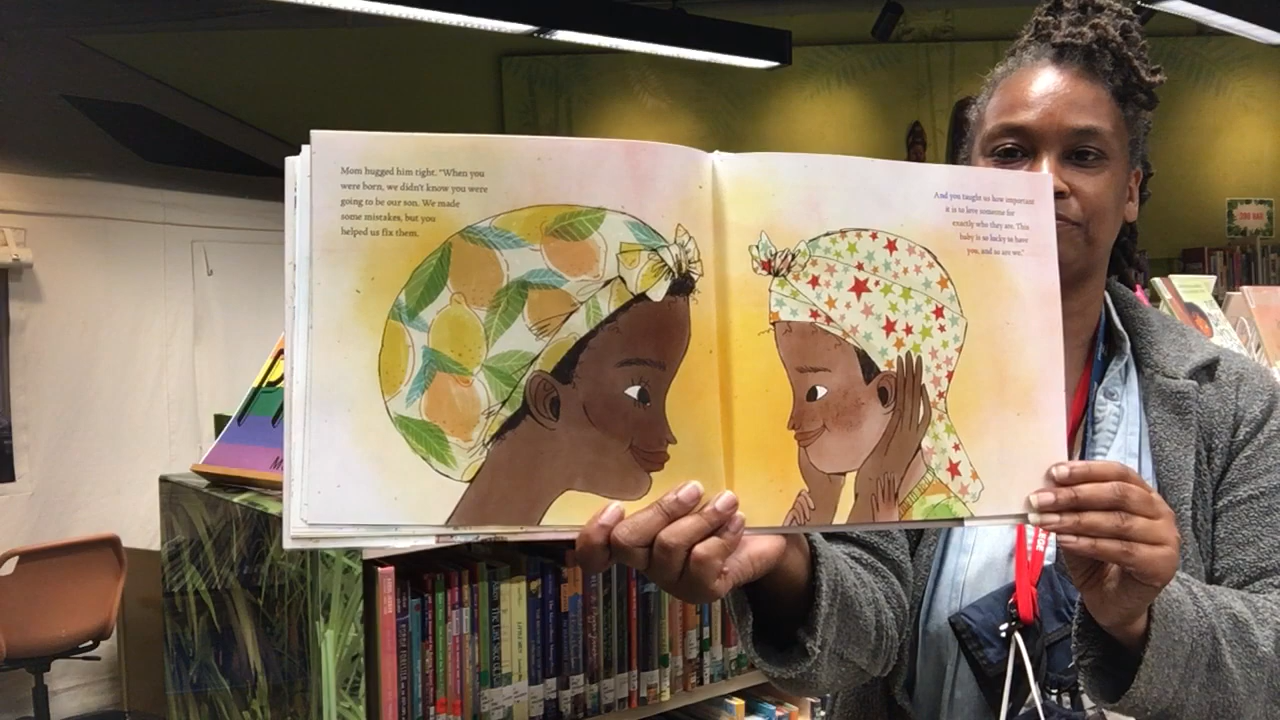 Mom hugged him tight. "When you
were born, we didn't know you were
going to be our son. We made
some mistakes, but you
helped us fix them.
And you taught us how important
it is to love someone for
exactly who they are. This
baby is so lucky to have
you, and so are we."